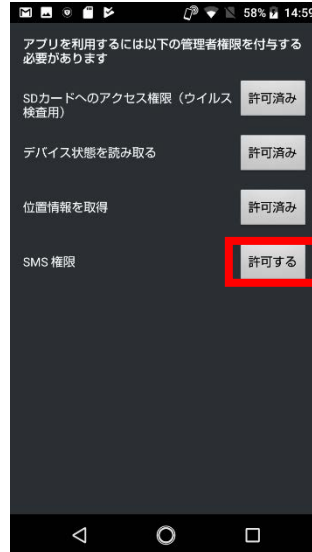 58% 14:59
アプリを利用するには以下の管理者権限を付与する
必要があります
SDカードへのアクセス権限（ウイルス
検査用）
許可済み
デバイス状態を読み取る
許可済み
位置情報を取得
許可済み
SMS 権限
許可する